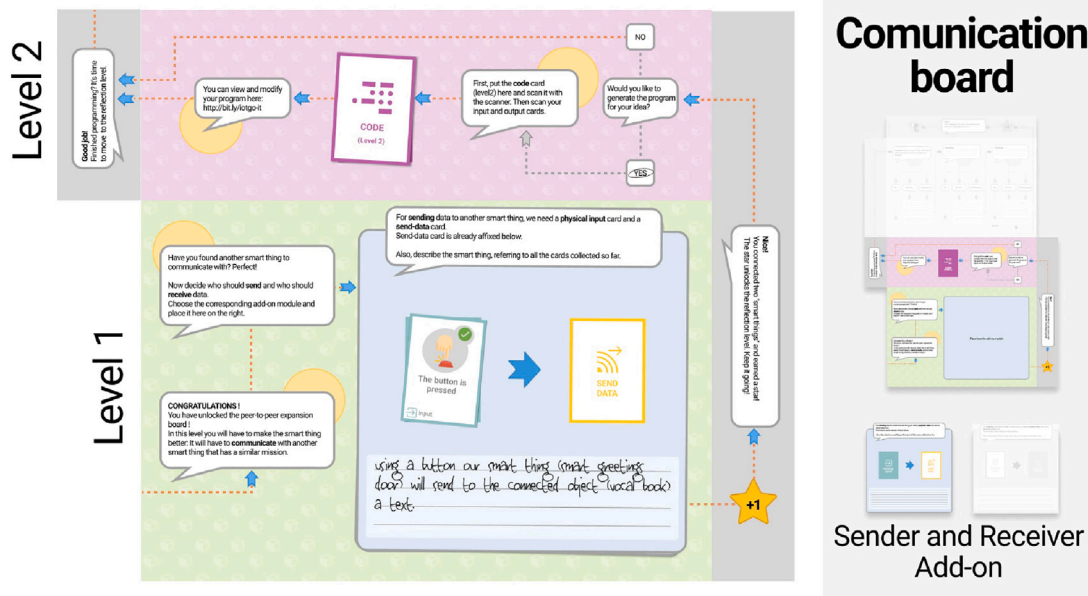 Level 2
Good job!
Finished programming? It's time
to move to the reflection level.
You can view and modify
your program here:
http://bit.ly/iotgo-it
CODE
(Level 2)
First, put the code card
(level2) here and scan it with
the scanner. Then scan your
input and output cards.
NO
Would you like to
generate the program
for your idea?
YES
Level 1
Have you found another smart thing to
communicate with? Perfect!
Now decide who should send and who should
receive data.
Choose the corresponding add-on module and
place it here on the right.
CONGRATULATIONS !
You have unlocked the peer-to-peer expansion
board !
In this level you will have to make the smart thing
better: it will have to communicate with another
smart thing that has a similar mission.
For sending data to another smart thing, we need a physical input card and a
send-data card.
Send-data card is already affixed below.
Also, describe the smart thing, referring to all the cards collected so far.
The button is
pressed
Input
SEND
DATA
using a button our smart thing (smart greetings
door) will send to the connected object (vocal book)
a text.
Nice!
You connected two "smart things" and earned a star!
The star unlocks the reflection level. Keep it going!
+1
Comunication
board
Sender and Receiver
Add-on